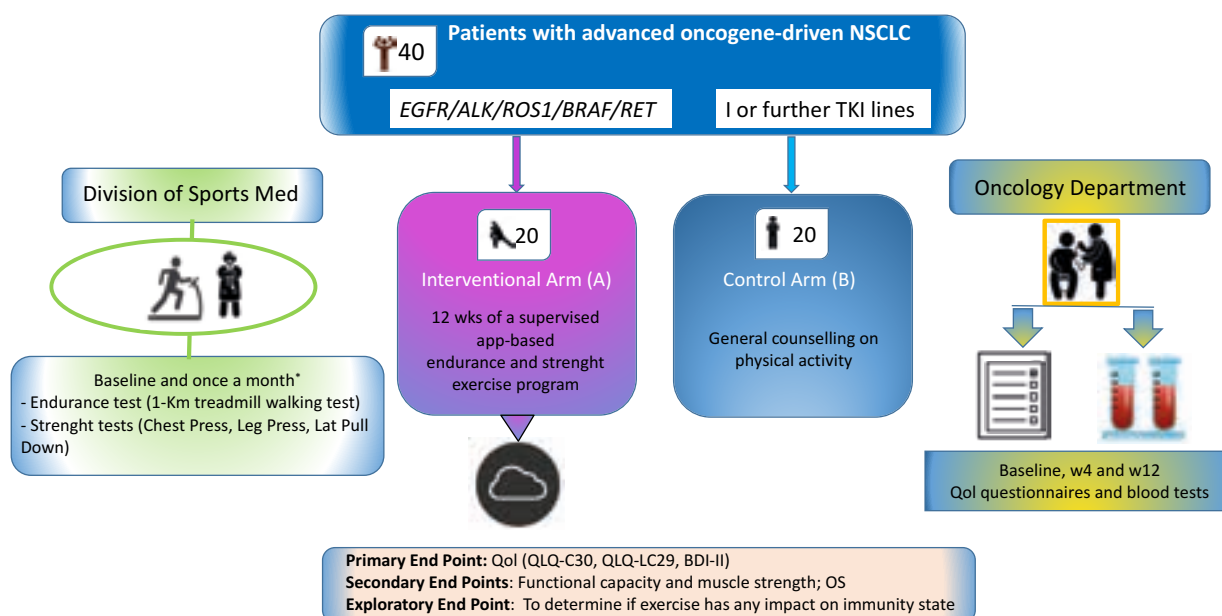 Patients with advanced oncogene-driven NSCLC
40
EGFR/ALK/ROS1/BRAF/RET
I or further TKI lines
Division of Sports Med
Baseline and once a month*
- Endurance test (1-Km treadmill walking test)
- Strenght tests (Chest Press, Leg Press, Lat Pull
Down)
20
Interventional Arm (A)
12 wks of a supervised
app-based
endurance and strenght
exercise program
20
Control Arm (B)
General counselling on
physical activity
Oncology Department
Baseline, w4 and w12
Qol questionnaires and blood tests
Primary End Point: Qol (QLQ-C30, QLQ-LC29, BDI-II)
Secondary End Points: Functional capacity and muscle strength; OS
Exploratory End Point: To determine if exercise has any impact on immunity state